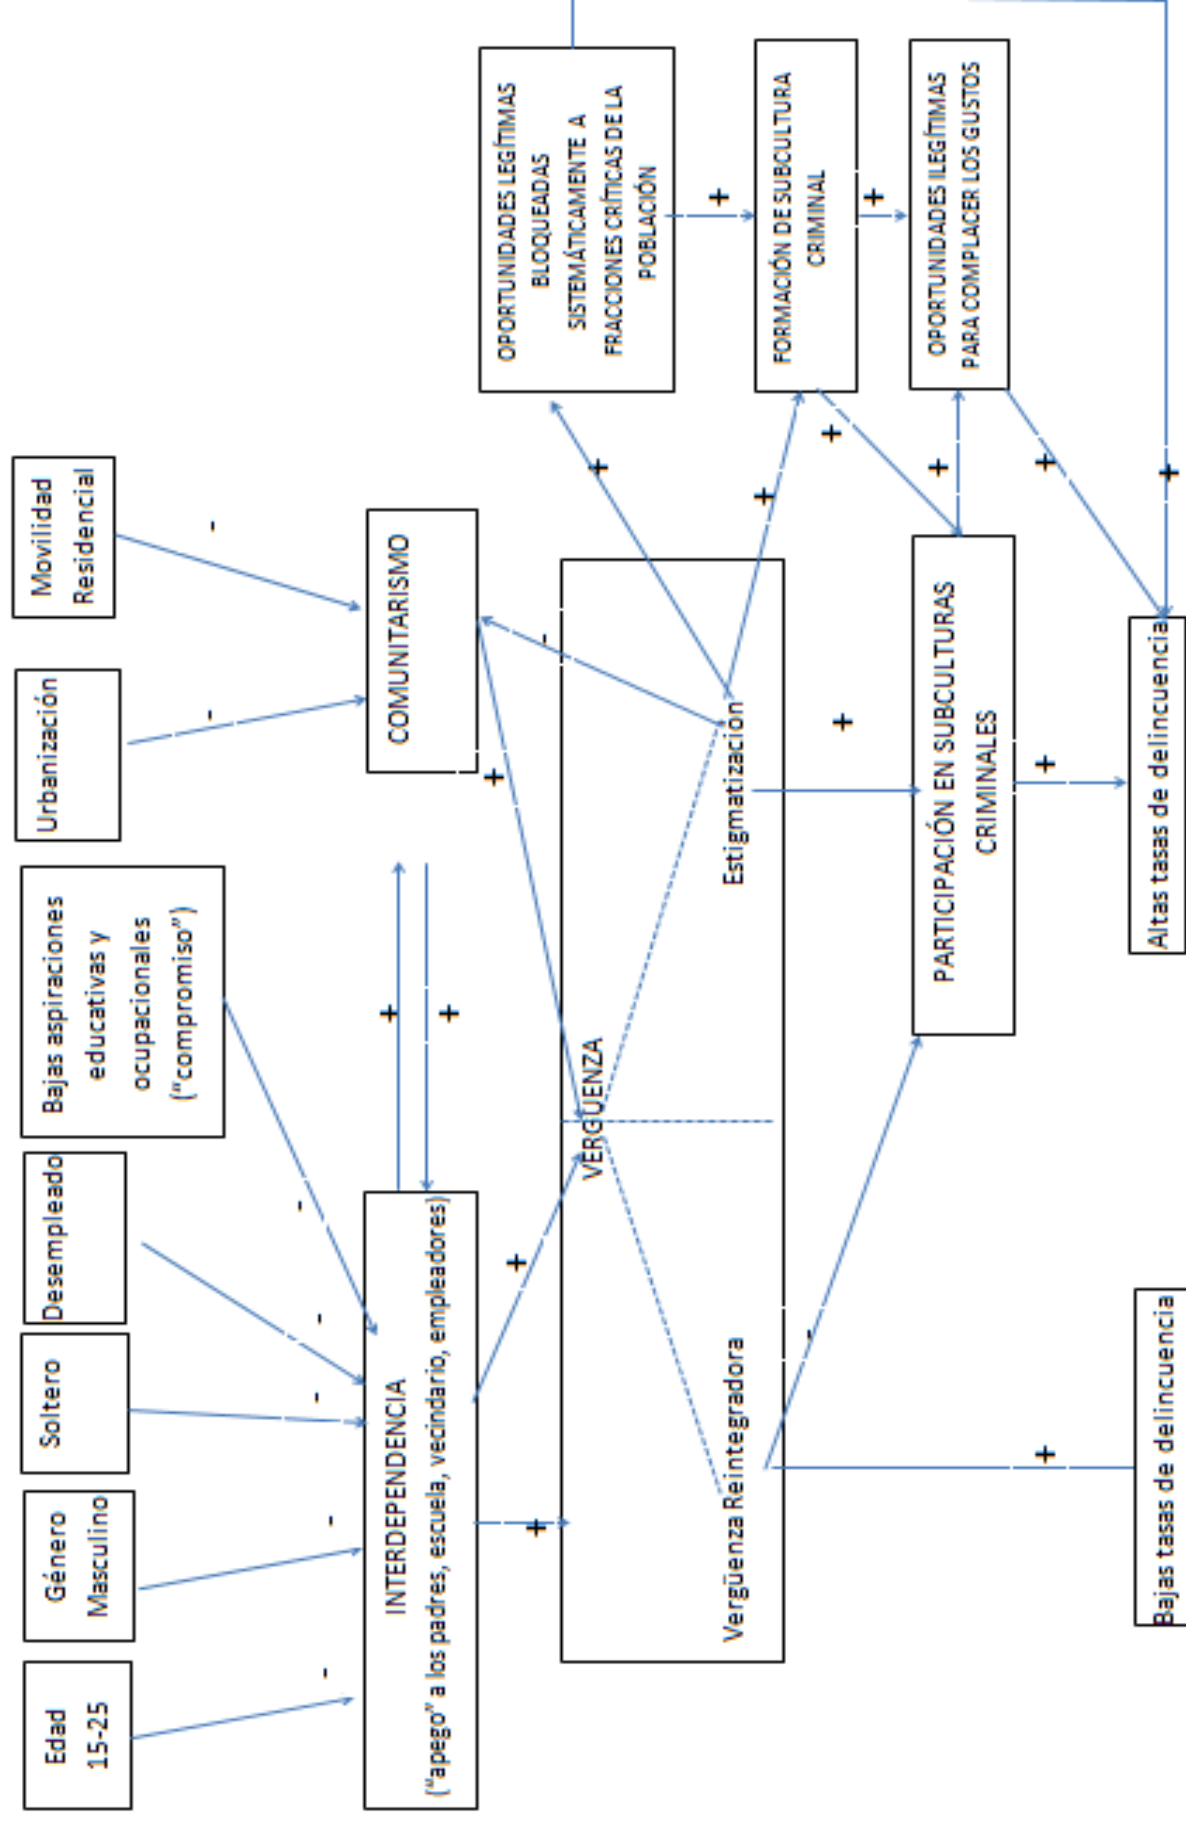 Edad
15-25
Género
Masculino
Soltero
Desempleado
Bajas aspiraciones
educativas y
ocupacionales
("compromiso")
Urbanización
Movilidad
Residencial
-
-
-
-
-
-
-
INTERDEPENDENCIA
("apego" a los padres, escuela, vecindario, empleadores)
+
+
COMUNITARISMO
+
+
+
-
VERGÜENZA
Vergüenza Reintegradora
Estigmatización
OPORTUNIDADES LEGÍTIMAS
BLOQUEADAS
SISTEMÁTICAMENTE A
FRACCIONES CRÍTICAS DE LA
POBLACIÓN
+
+
+
FORMACIÓN DE SUBCULTURA
CRIMINAL
+
+
+
-
PARTICIPACIÓN EN SUBCULTURAS
CRIMINALES
+
OPORTUNIDADES ILEGÍTIMAS
PARA COMPLACER LOS GUSTOS
+
+
+
+
Bajas tasas de delincuencia
Altas tasas de delincuencia